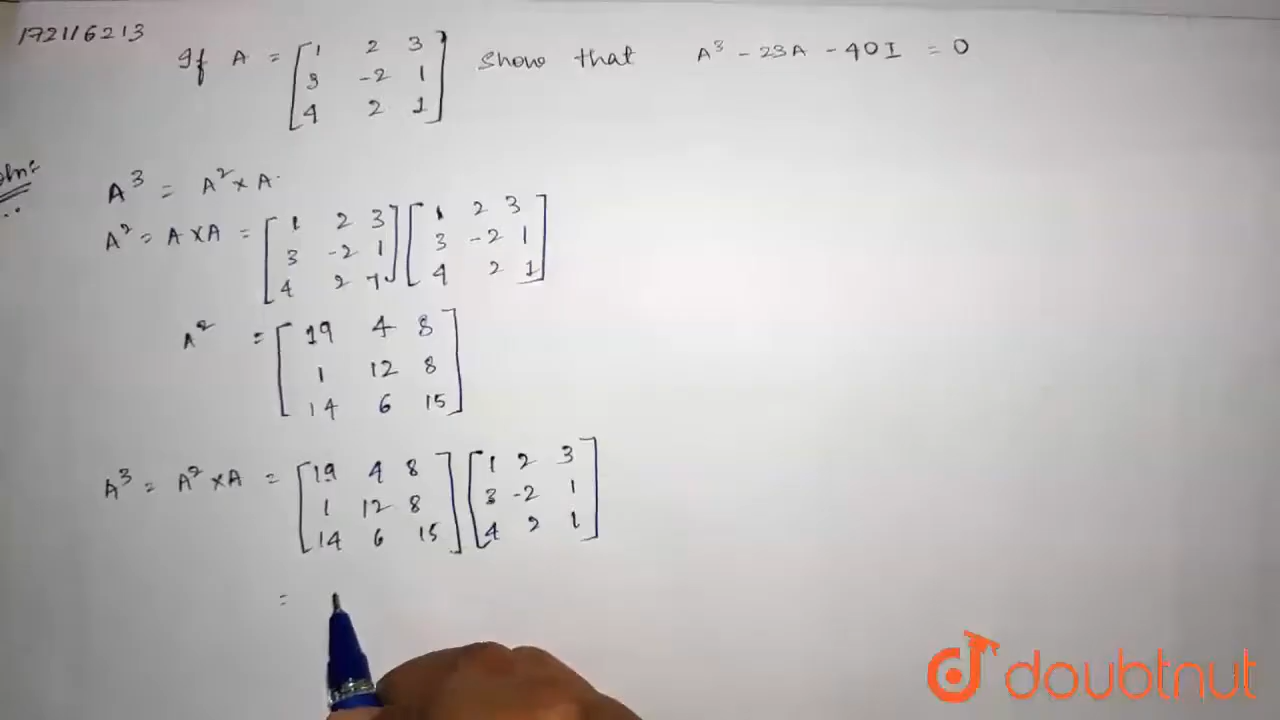 172116213
If A = [1 2 3] show that A³ - 23A - 40I = 0
[3 -2 1]
[4 2 1]
A³ = A² x A.
A² = A x A = [1 2 3] [1 2 3]
[3 -2 1] [3 -2 1]
[4 2 1] [4 2 1]
A² = [19 4 8]
[1 12 8]
[14 6 15]
A³ = A² x A = [19 4 8] [1 2 3]
[1 12 8] [3 -2 1]
[14 6 15] [4 2 1]
=
doubtnut